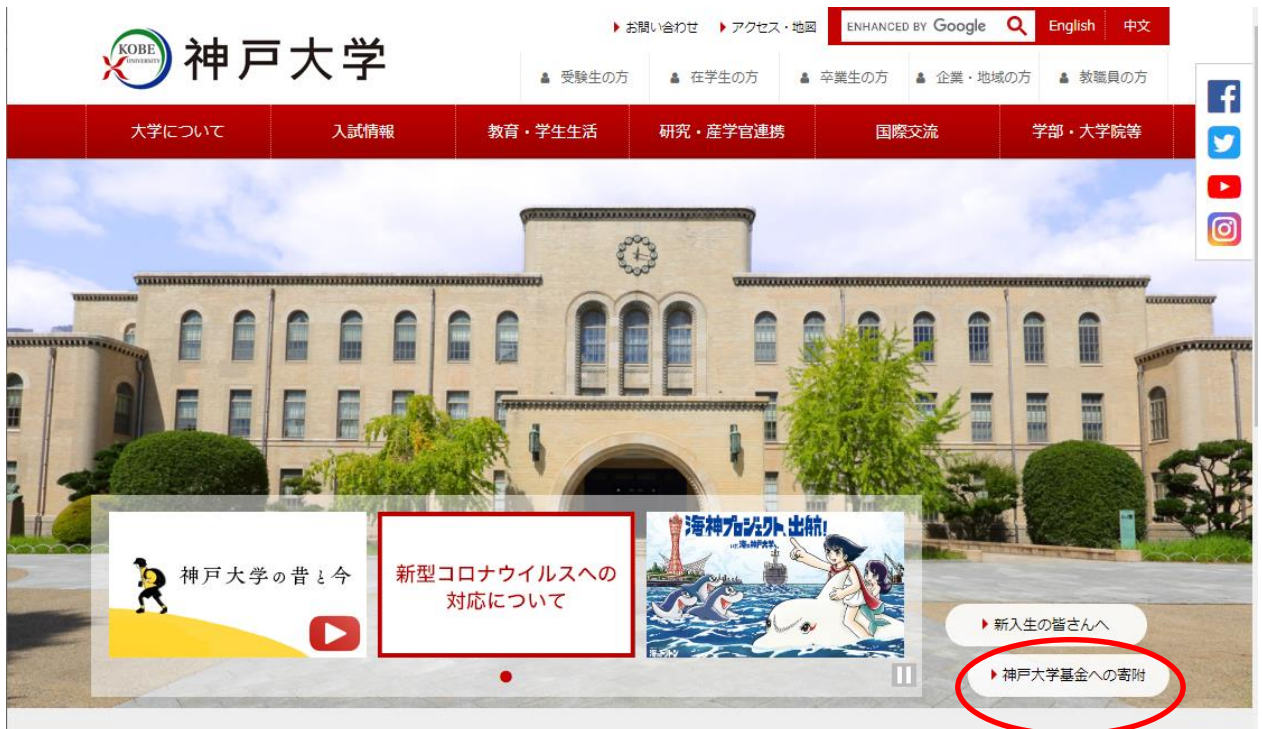 お問い合わせ アクセス・地図 ENHANCED BY Google English 中文
KOBE
UNIVERSITY
神戸大学
受験生の方 在学生の方 卒業生の方 企業・地域の方 教職員の方
大学について 入試情報 教育・学生生活 研究・産学官連携 国際交流 学部・大学院等
神戸大学の昔と今
新型コロナウイルスへの
対応について
海神プロジェクト、出航!
新入生の皆さんへ
神戸大学基金への寄附